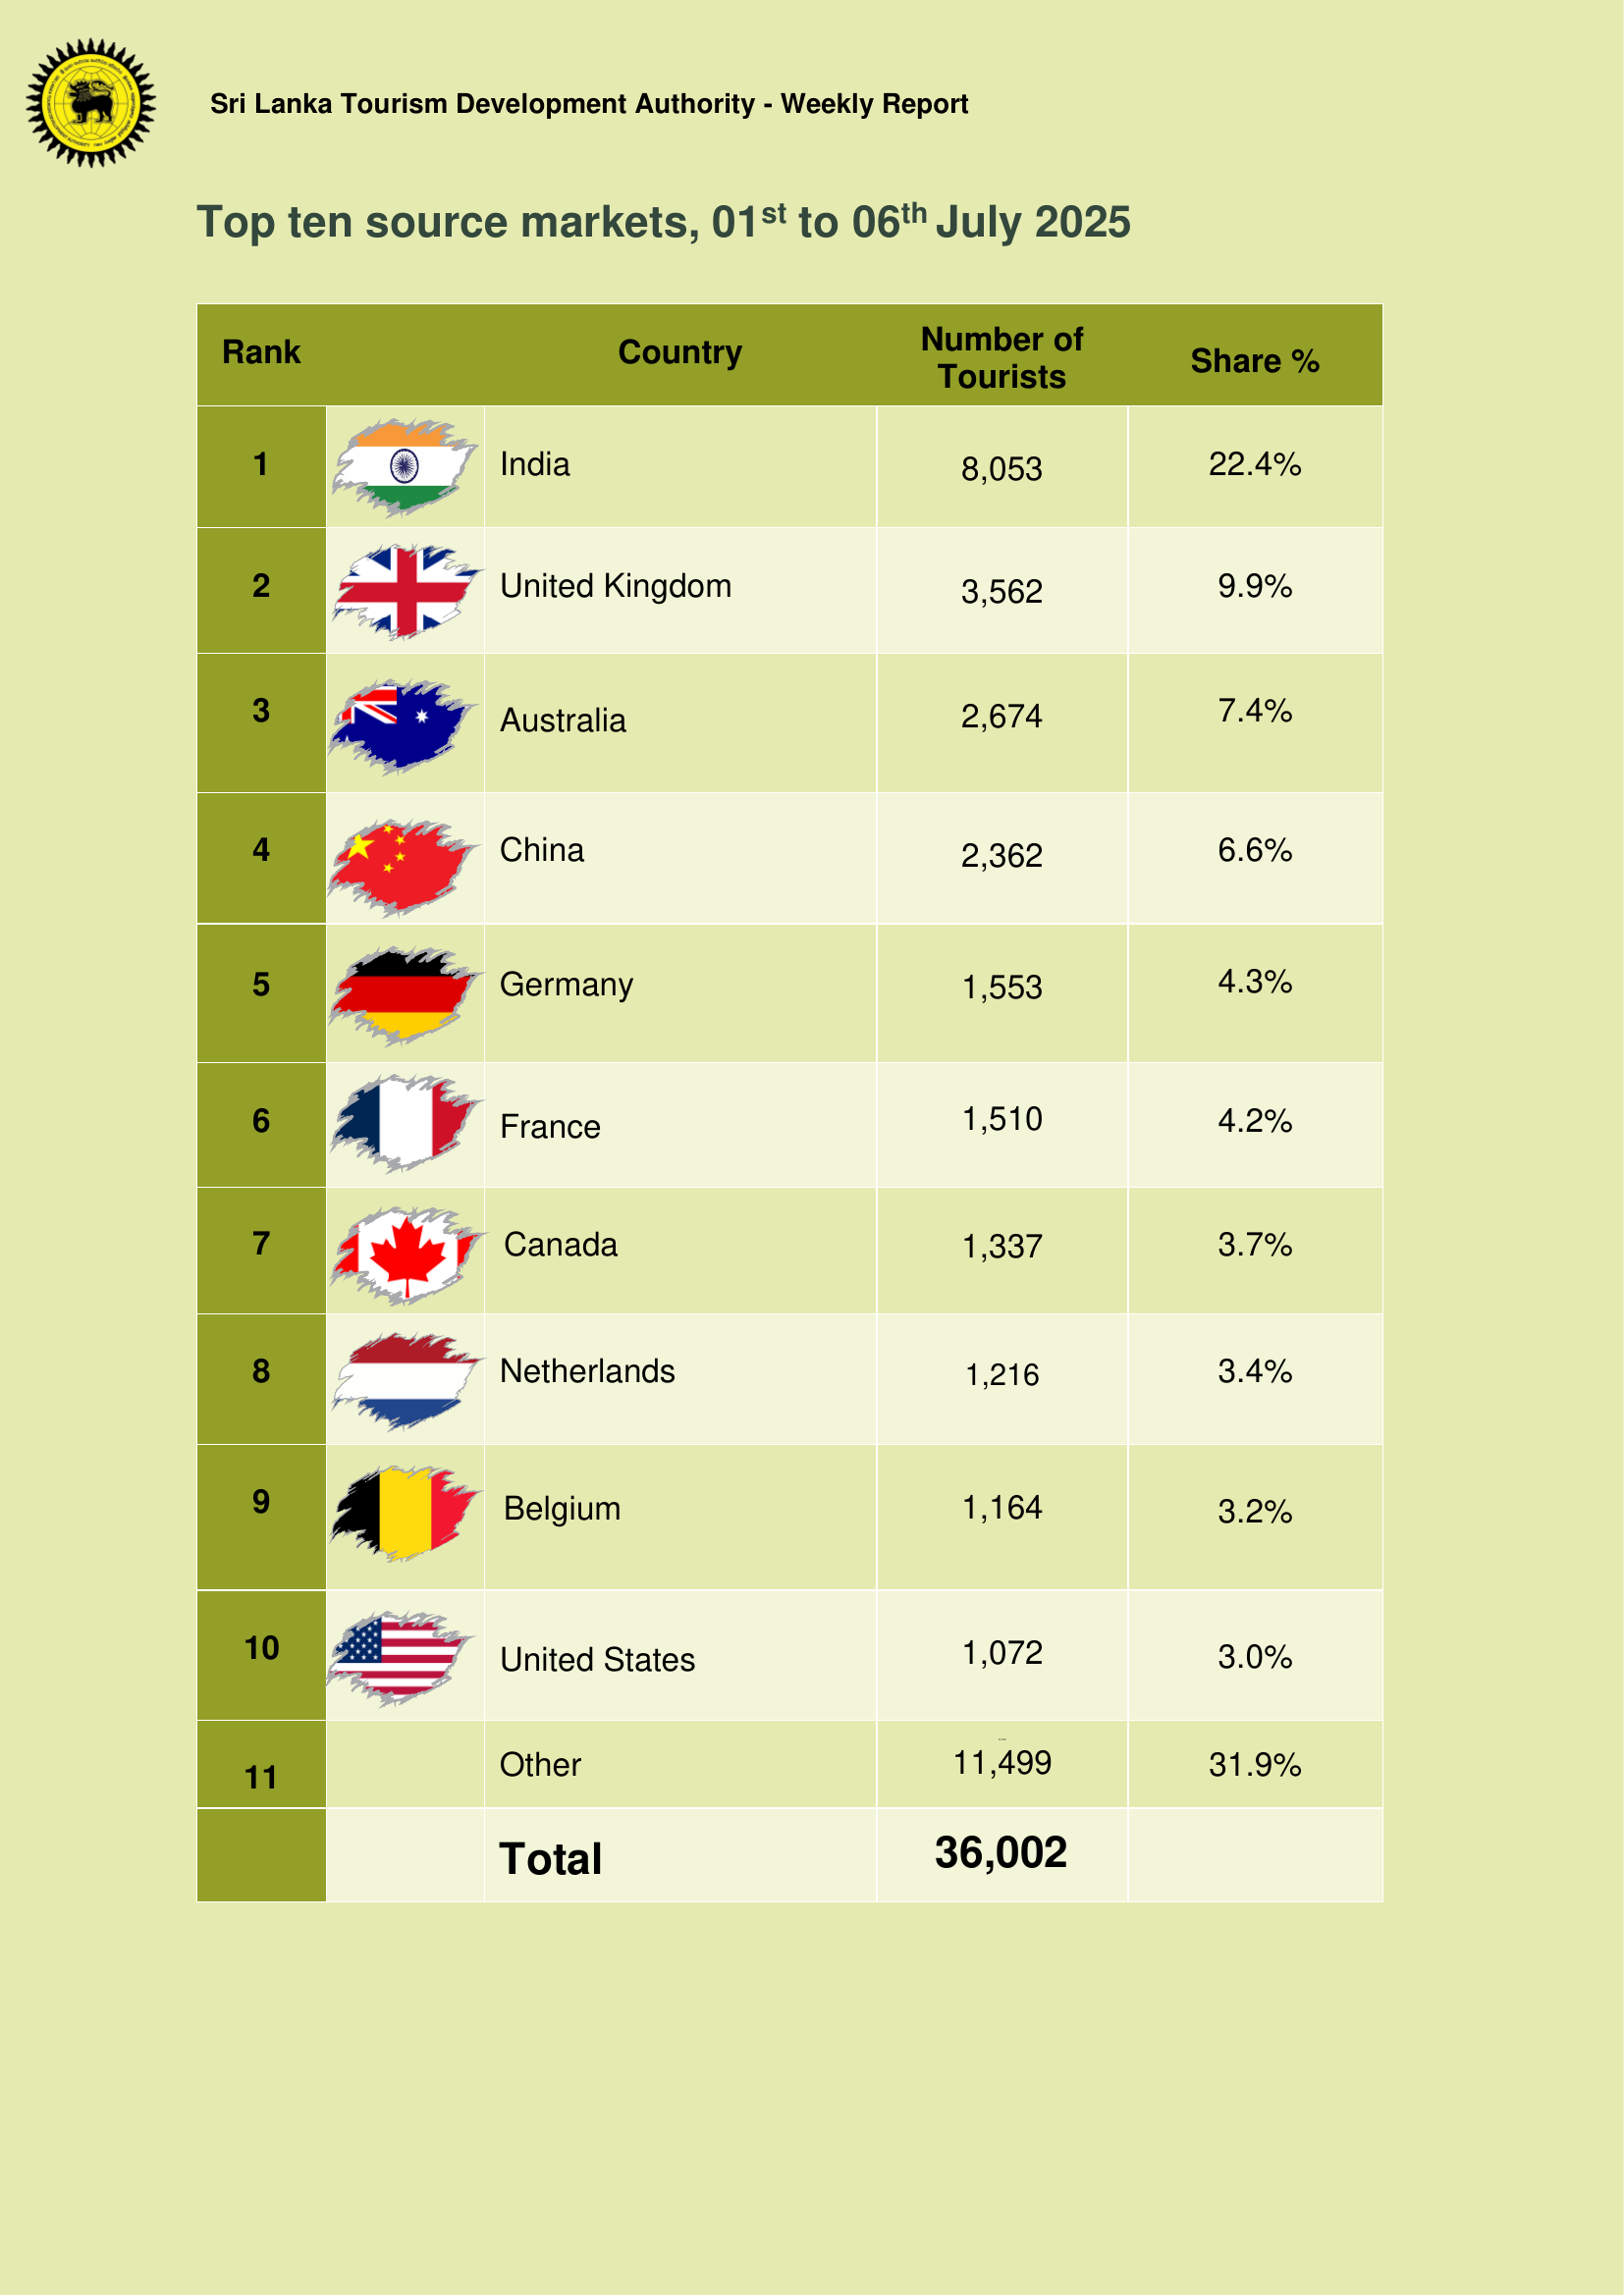 Sri Lanka Tourism Development Authority - Weekly Report
Top ten source markets, 01st to 06th July 2025
Rank Country Number of Tourists Share %
1 India 8,053 22.4%
2 United Kingdom 3,562 9.9%
3 Australia 2,674 7.4%
4 China 2,362 6.6%
5 Germany 1,553 4.3%
6 France 1,510 4.2%
7 Canada 1,337 3.7%
8 Netherlands 1,216 3.4%
9 Belgium 1,164 3.2%
10 United States 1,072 3.0%
11 Other 11,499 31.9%
Total 36,002